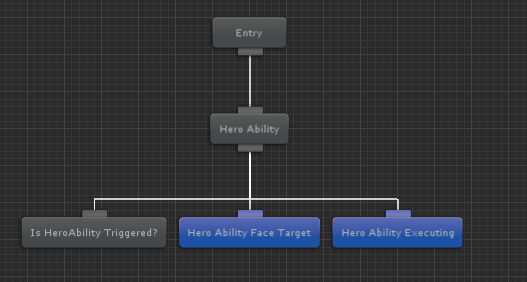 Entry
Hero Ability
Is HeroAbility Triggered?
Hero Ability Face Target
Hero Ability Executing